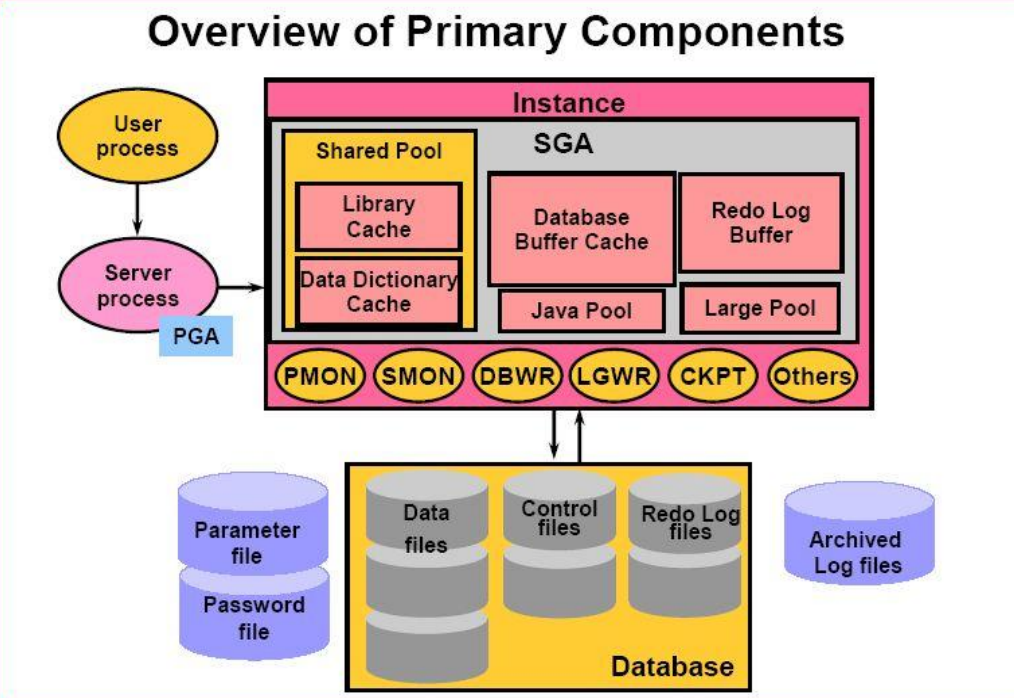 Overview of Primary Components
User
process
Server
process
PGA
Instance
SGA
Shared Pool
Library
Cache
Data Dictionary
Cache
Database
Buffer Cache
Redo Log
Buffer
Java Pool
Large Pool
PMON
SMON
DBWR
LGWR
CKPT
Others
Parameter
file
Password
file
Data
files
Control
files
Redo Log
files
Database
Archived
Log files